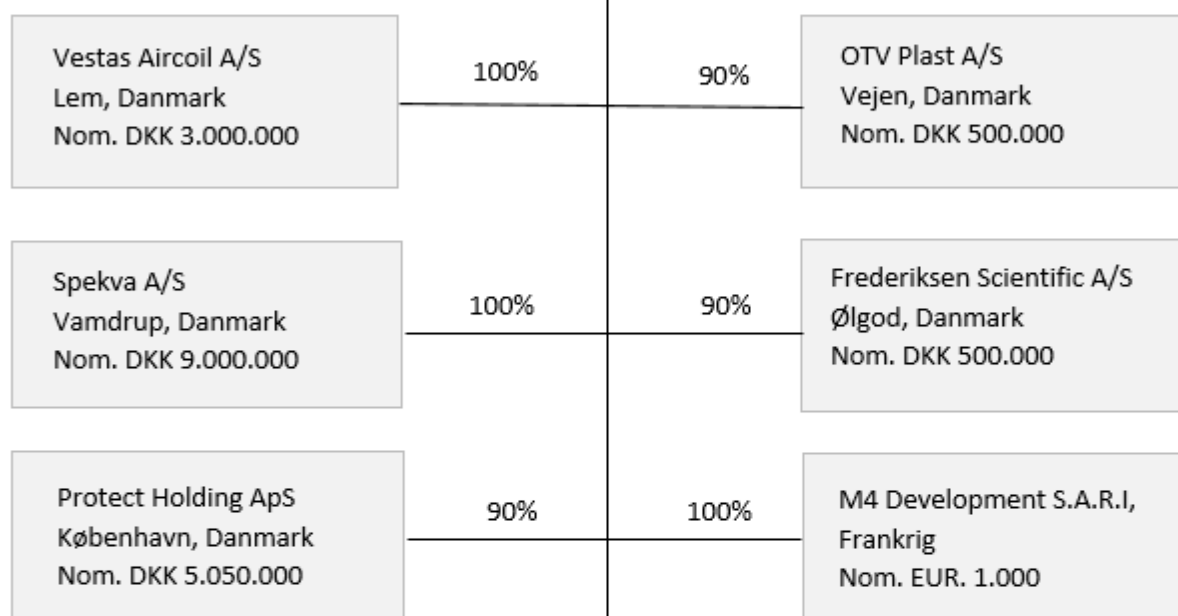 Vestas Aircoil A/S
Lem, Danmark
Nom. DKK 3.000.000
100%
90%
OTV Plast A/S
Vejen, Danmark
Nom. DKK 500.000
Spekva A/S
Vamdrup, Danmark
Nom. DKK 9.000.000
100%
90%
Frederiksen Scientific A/S
Ølgod, Danmark
Nom. DKK 500.000
Protect Holding ApS
København, Danmark
Nom. DKK 5.050.000
90%
100%
M4 Development S.A.R.I,
Frankrig
Nom. EUR. 1.000